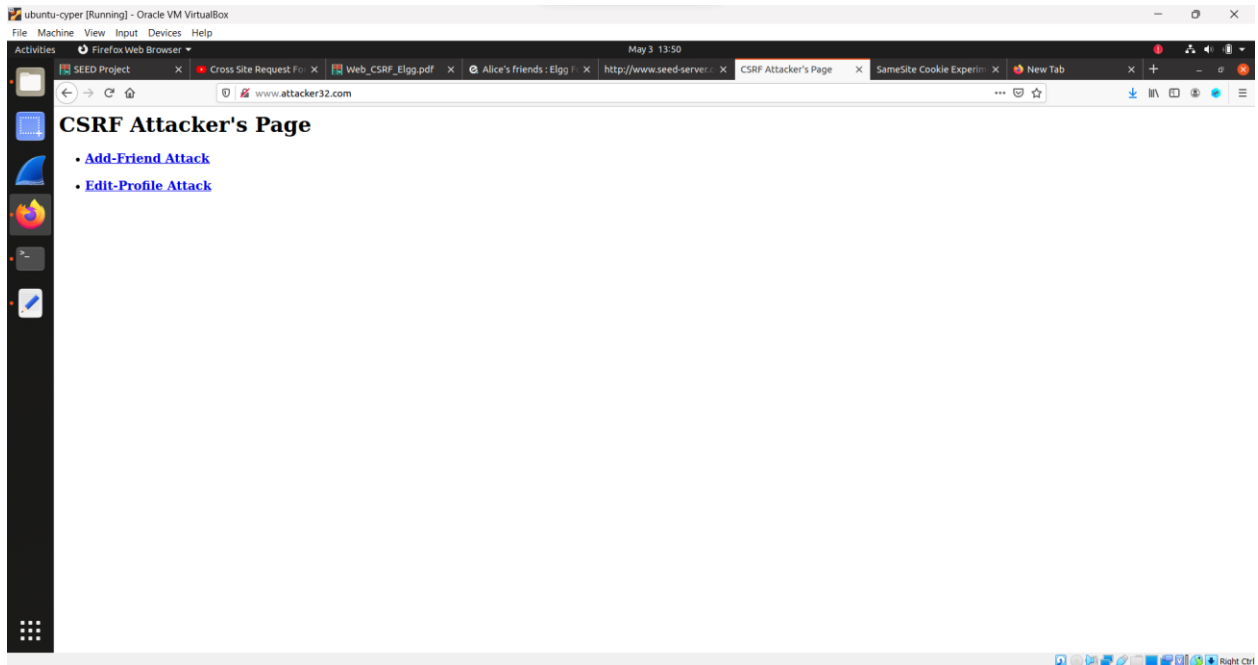 ubuntu-cyper [Running] - Oracle VM VirtualBox
File Machine View Input Devices Help
Activities Firefox Web Browser May 3 13:50
SEED Project Cross Site Request Fo Web_CSRF_Elgg.pdf Alice's friends : Elgg http://www.seed-server.c CSRF Attacker's Page SameSite Cookie Experim New Tab
www.attacker32.com
CSRF Attacker's Page
• Add-Friend Attack
• Edit-Profile Attack
Right Ctrl